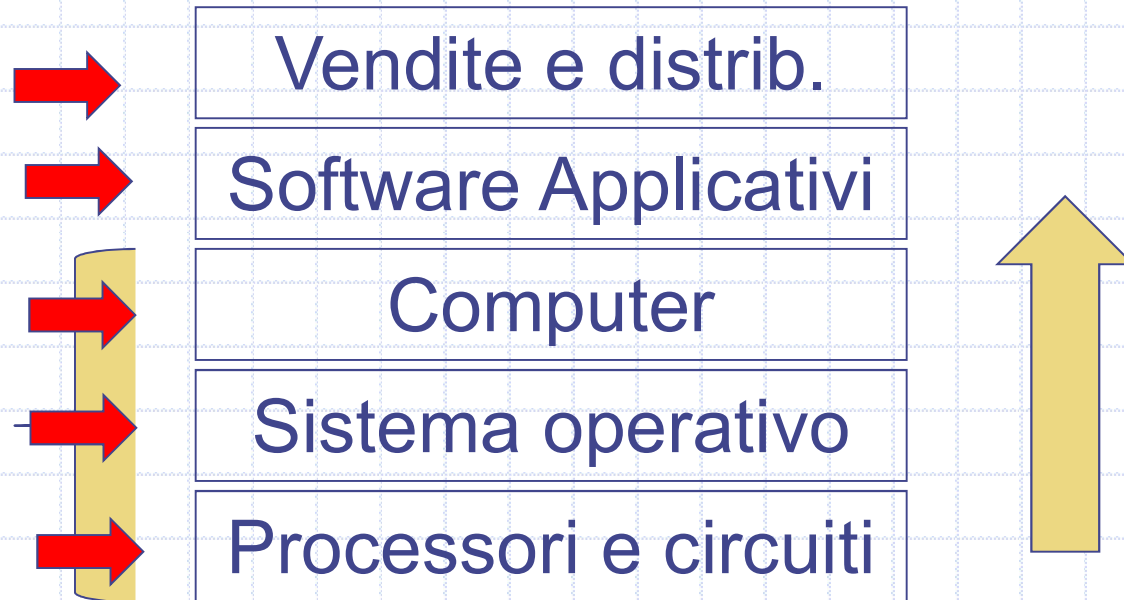 Vendite e distrib.
Software Applicativi
Computer
Sistema operativo
Processori e circuiti